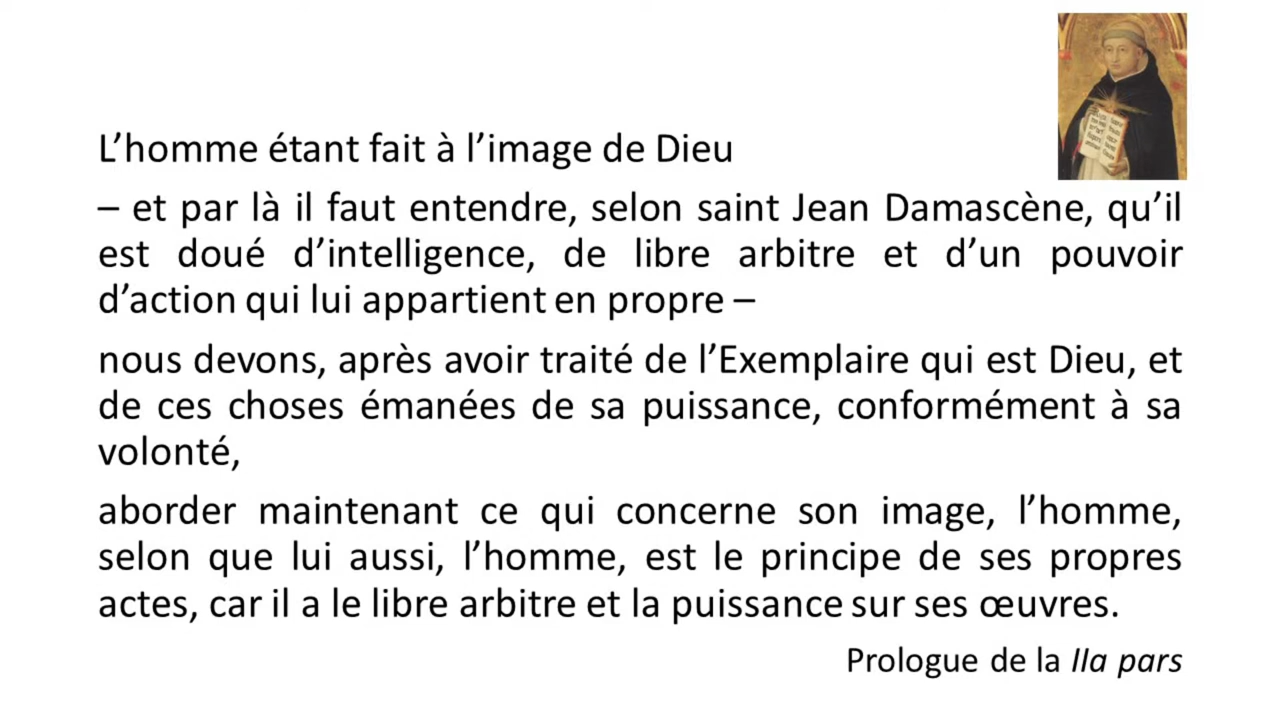 L’homme étant fait à l’image de Dieu
– et par là il faut entendre, selon saint Jean Damascène, qu’il
est doué d’intelligence, de libre arbitre et d’un pouvoir
d’action qui lui appartient en propre –
nous devons, après avoir traité de l’Exemplaire qui est Dieu, et
de ces choses émanées de sa puissance, conformément à sa
volonté,
aborder maintenant ce qui concerne son image, l’homme,
selon que lui aussi, l’homme, est le principe de ses propres
actes, car il a le libre arbitre et la puissance sur ses œuvres.
Prologue de la IIa pars